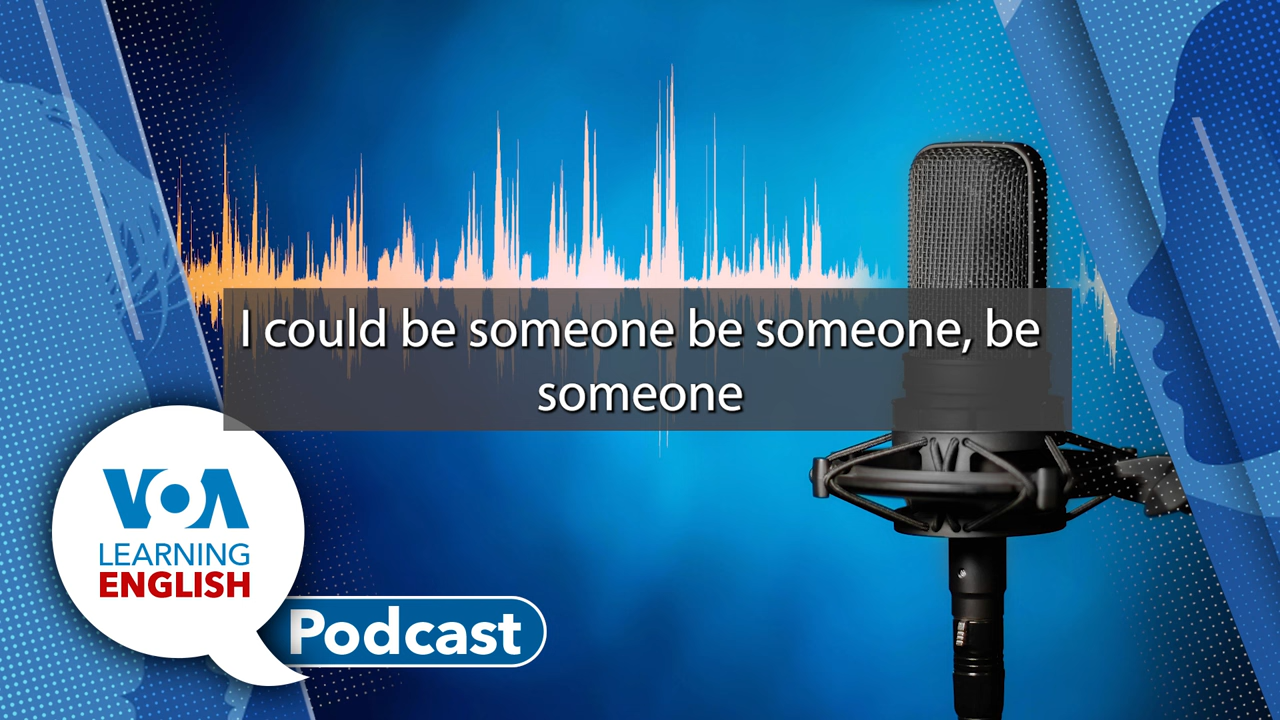 I could be someone be someone, be
someone
VOA
LEARNING
ENGLISH
Podcast